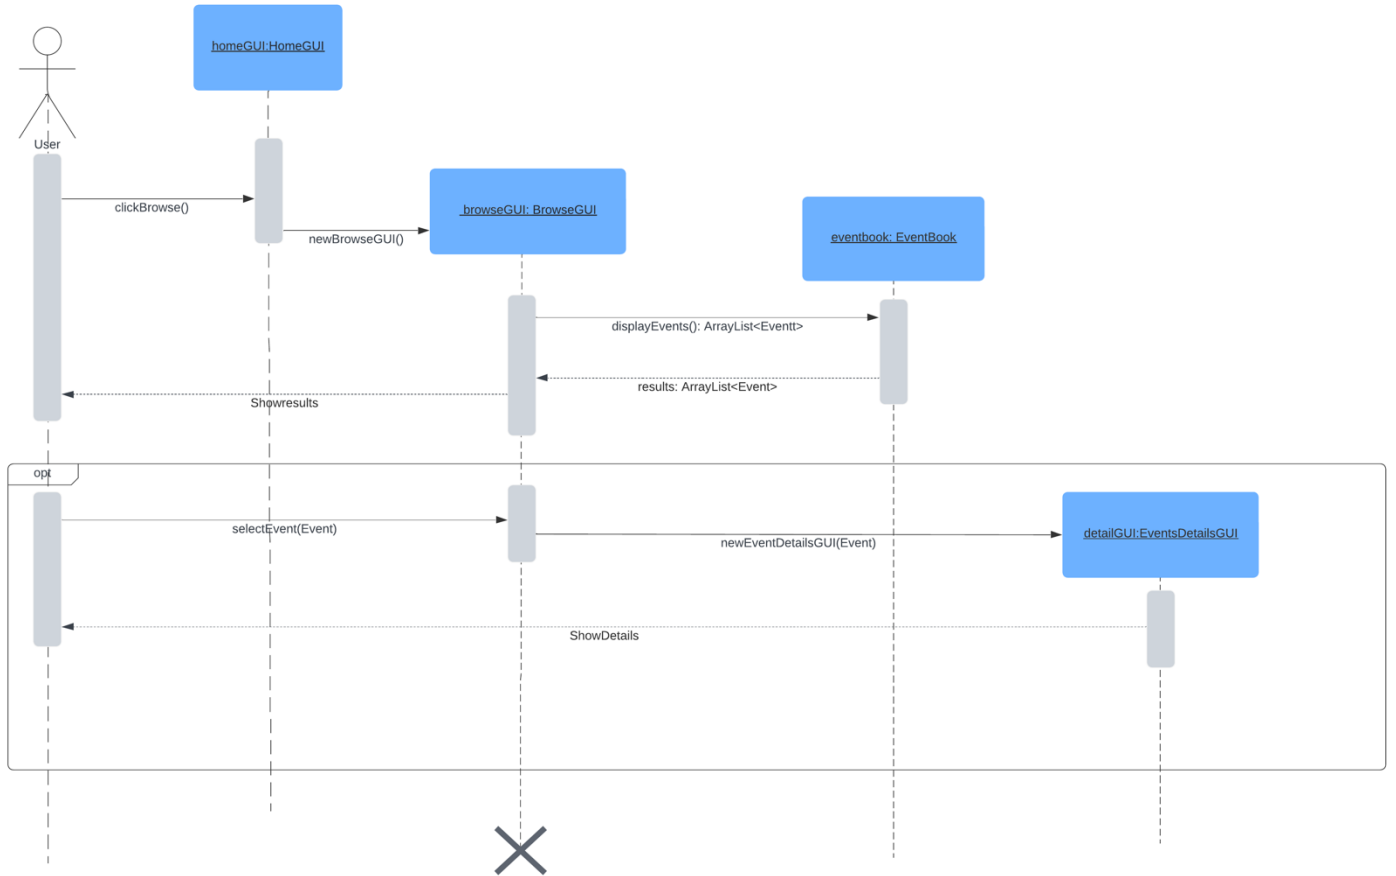 homeGUI:HomeGUI
User
browseGUI: BrowseGUI
clickBrowse()
eventbook: EventBook
newBrowseGUI()
displayEvents(): ArrayList<Eventt>
results: ArrayList<Event>
Showresults
opt
selectEvent(Event)
detailGUI:EventsDetailsGUI
newEventDetailsGUI(Event)
ShowDetails